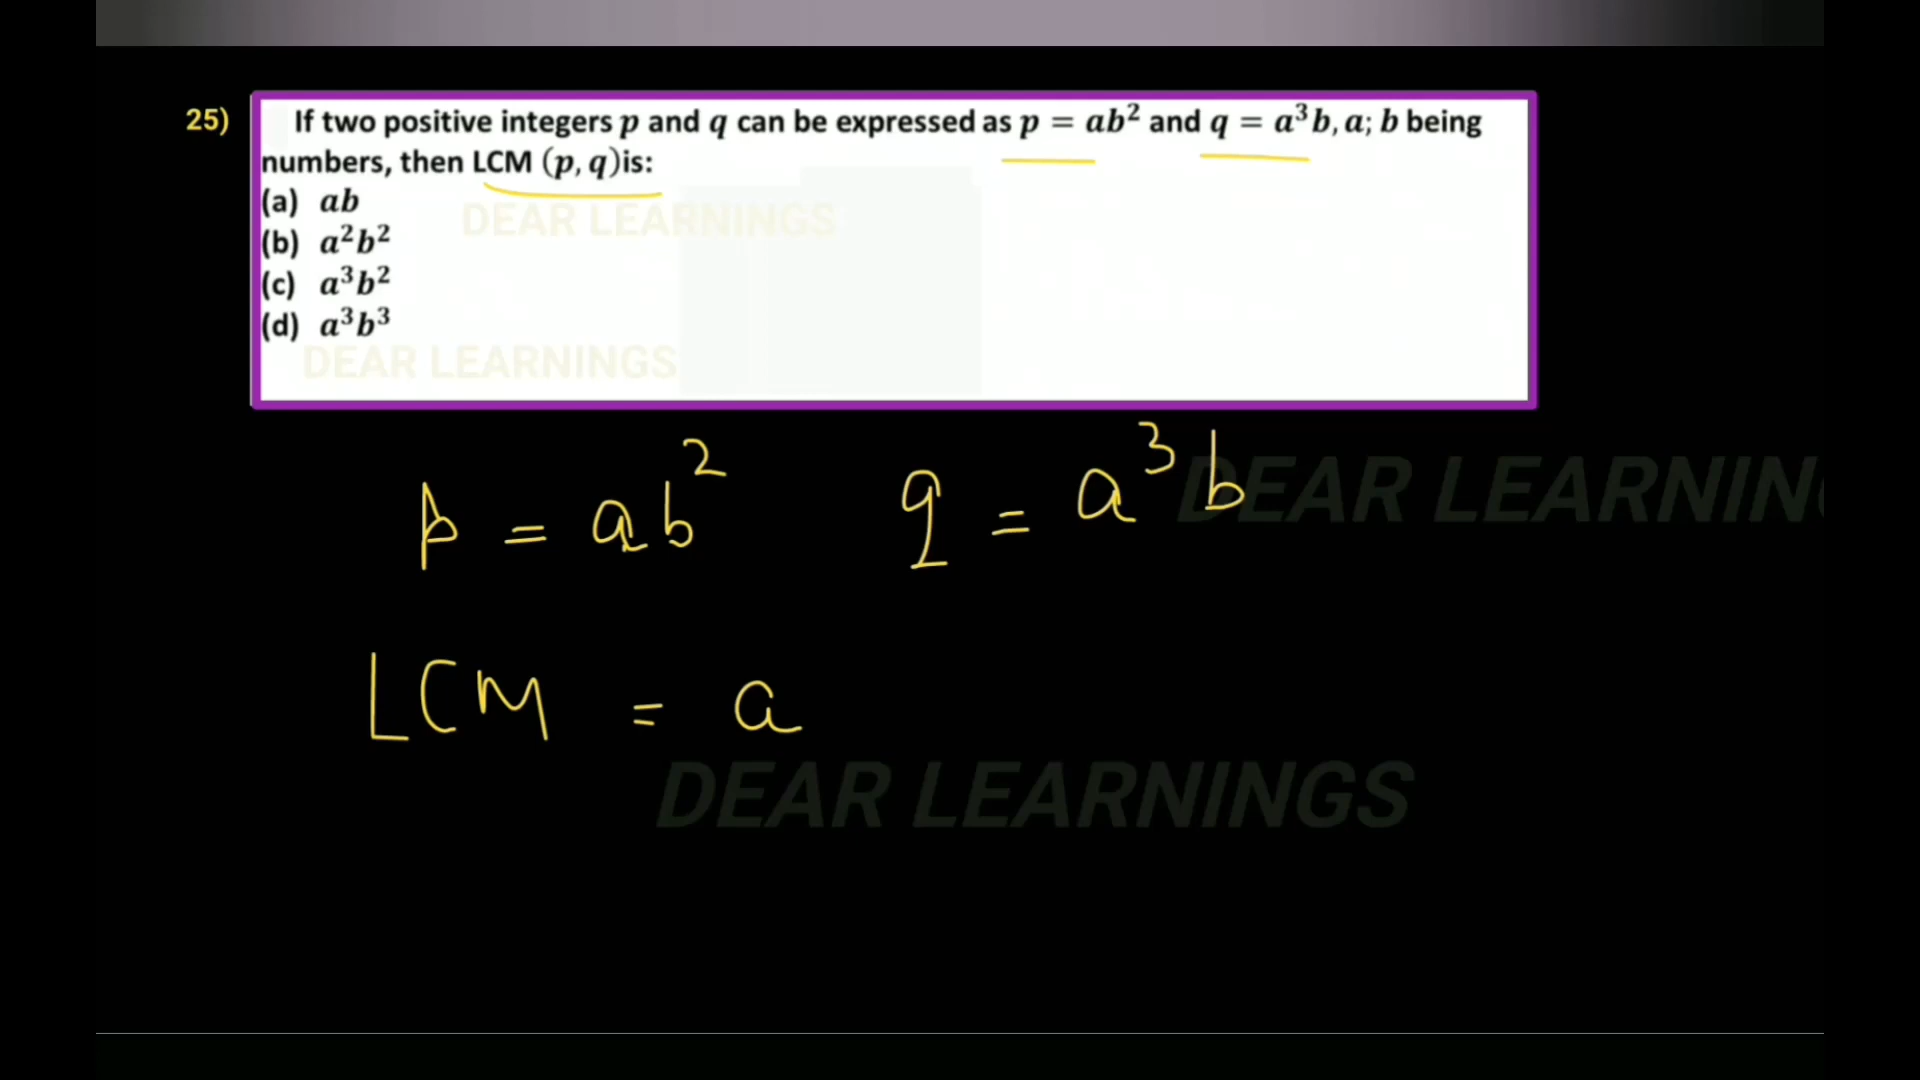 25) If two positive integers p and q can be expressed as p = ab² and q = a³b, a; b being
numbers, then LCM (p, q)is:
(a) ab
(b) a²b²
(c) a³b²
(d) a³b³
DEAR LEARNINGS
DEAR LEARNINGS
p = ab² q = a³b
DEAR LEARNING
LCM = a
DEAR LEARNINGS